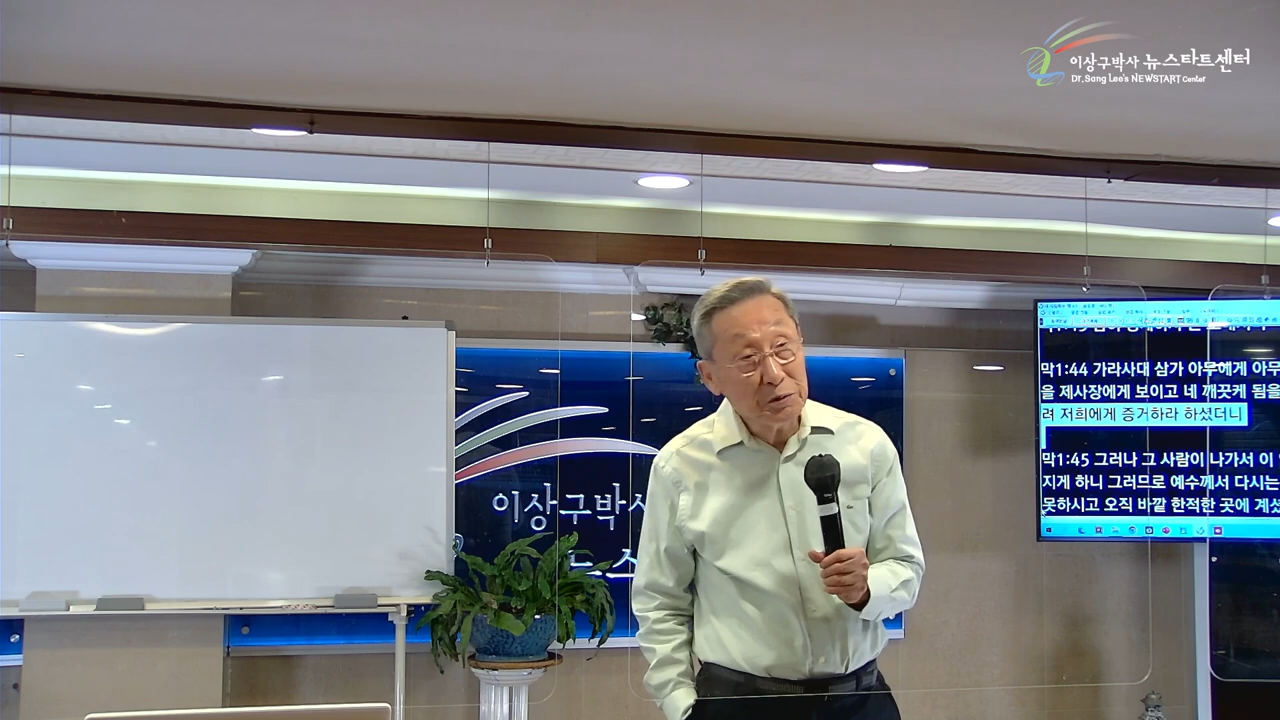 이상구박사 뉴스타트센터
Dr. Sang Lee's NEWSTART Center
이상구박사
막1:44 가라사대 삼가 아무에게 아무
을 제사장에게 보이고 네 깨끗케 됨을
려 저희에게 증거하라 하셨더니
막1:45 그러나 그 사람이 나가서 이
지게 하니 그러므로 예수께서 다시는
못하시고 오직 바깥 한적한 곳에 계셨